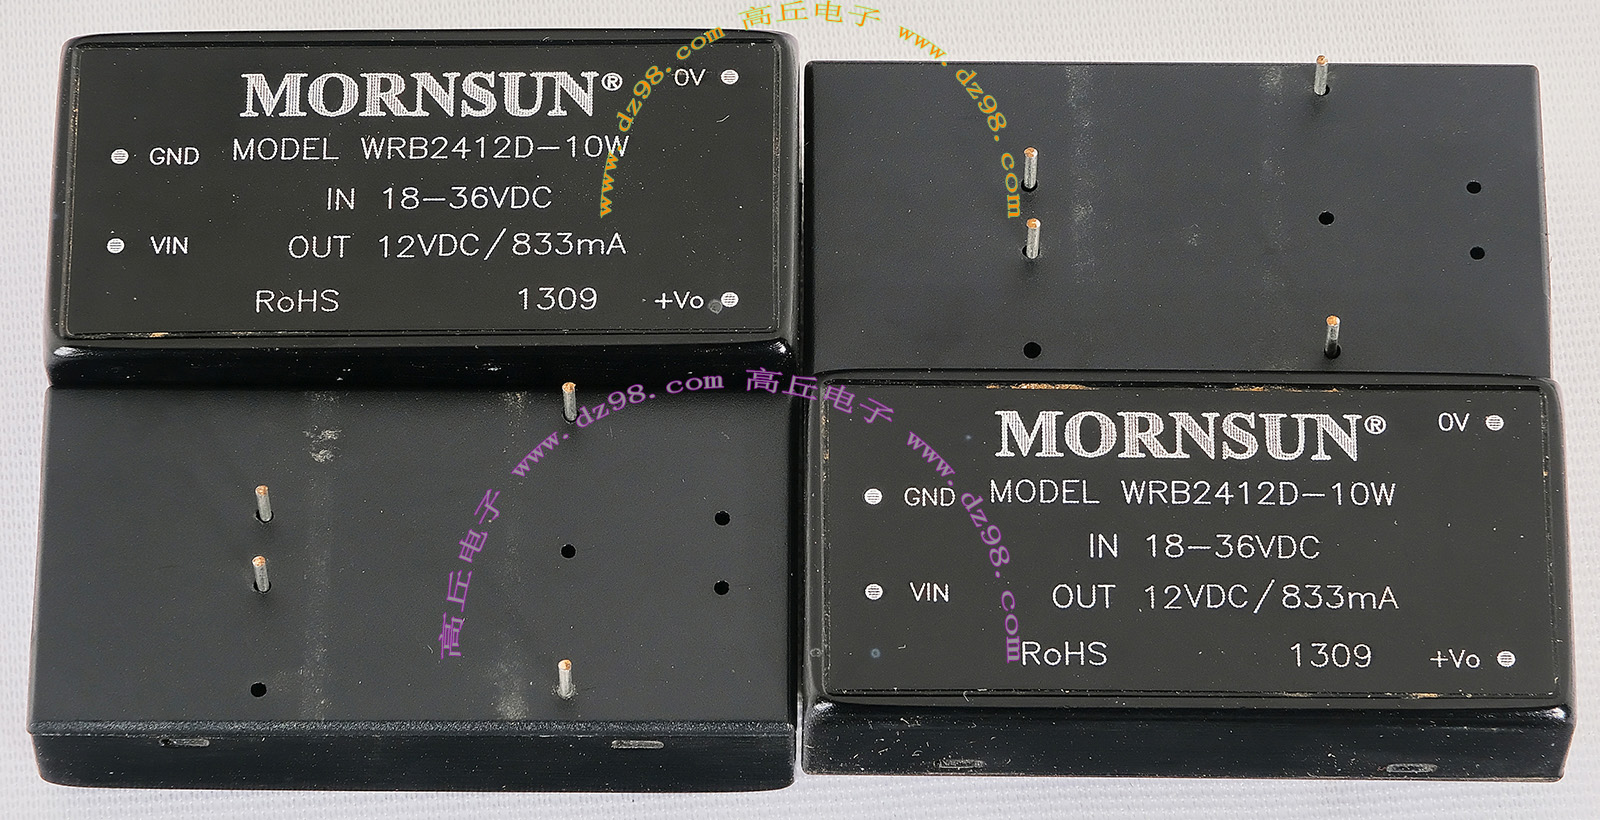 MORNSUN®
0V
GND
MODEL WRB2412D-10W
IN 18-36VDC
VIN
OUT 12VDC/833mA
RoHS
1309
+Vo
www.dz98.com 高丘电子 www.dz98.com
高丘电子 www.dz98.com 高丘电子 www.dz98.com
MORNSUN®
0V
GND
MODEL WRB2412D-10W
IN 18-36VDC
VIN
OUT 12VDC/833mA
RoHS
1309
+Vo